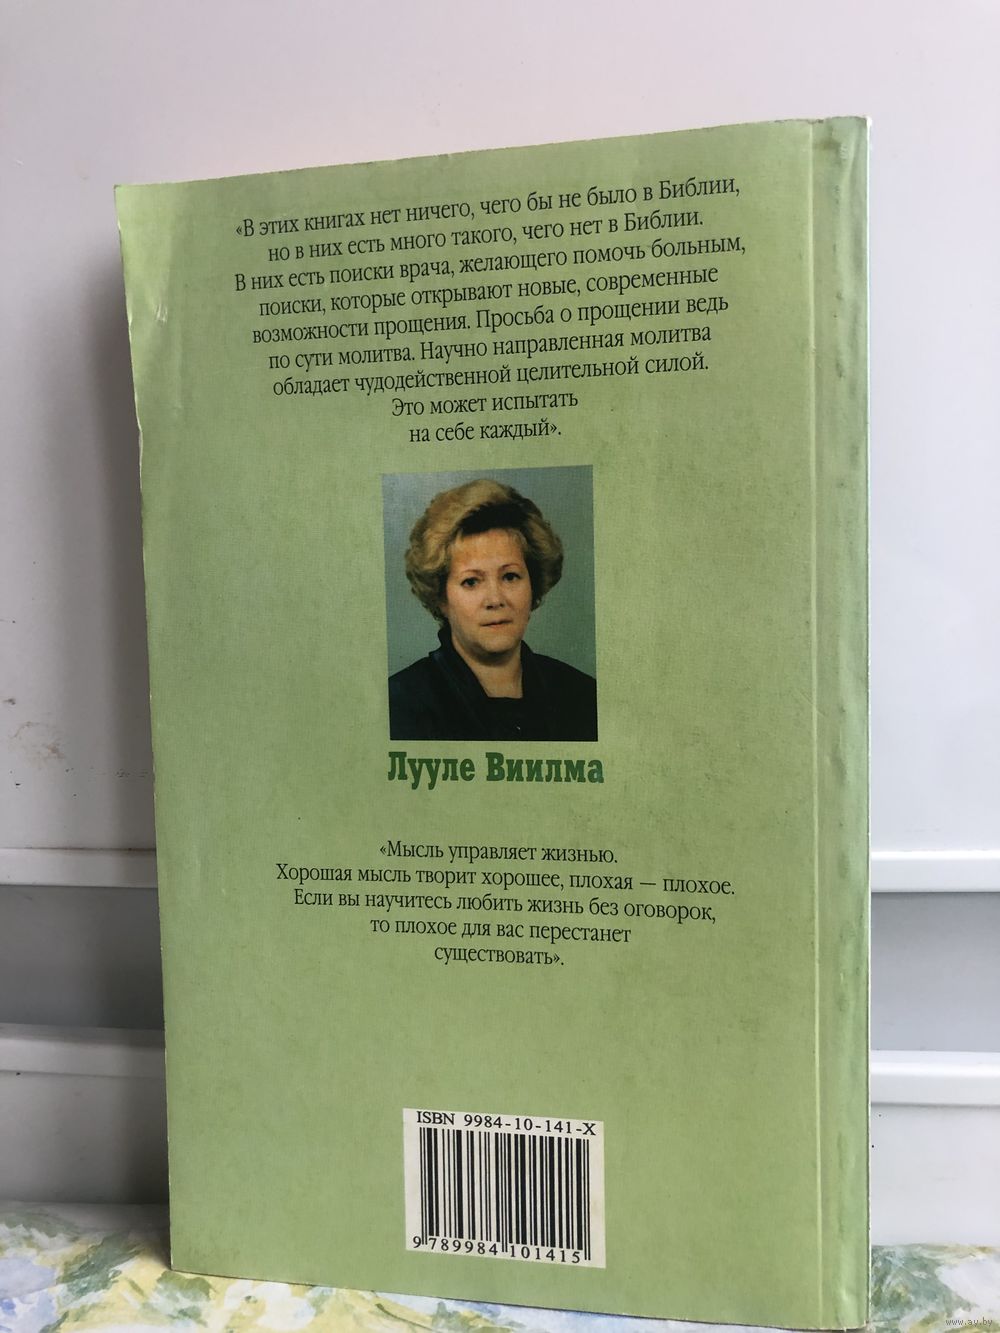 «В этих книгах нет ничего, чего бы не было в Библии,
но в них есть много такого, чего нет в Библии.
В них есть поиски врача, желающего помочь больным,
поиски, которые открывают новые, современные
возможности прощения. Просьба о прощении ведь
по сути молитва. Научно направленная молитва
обладает чудодейственной целительной силой.
Это может испытать
на себе каждый».
Лууле Виилма
«Мысль управляет жизнью.
Хорошая мысль творит хорошее, плохая — плохое.
Если вы научитесь любить жизнь без оговорок,
то плохое для вас перестанет
существовать».
ISBN 9984-10-141-X
9 789984 101415
www.ay.by